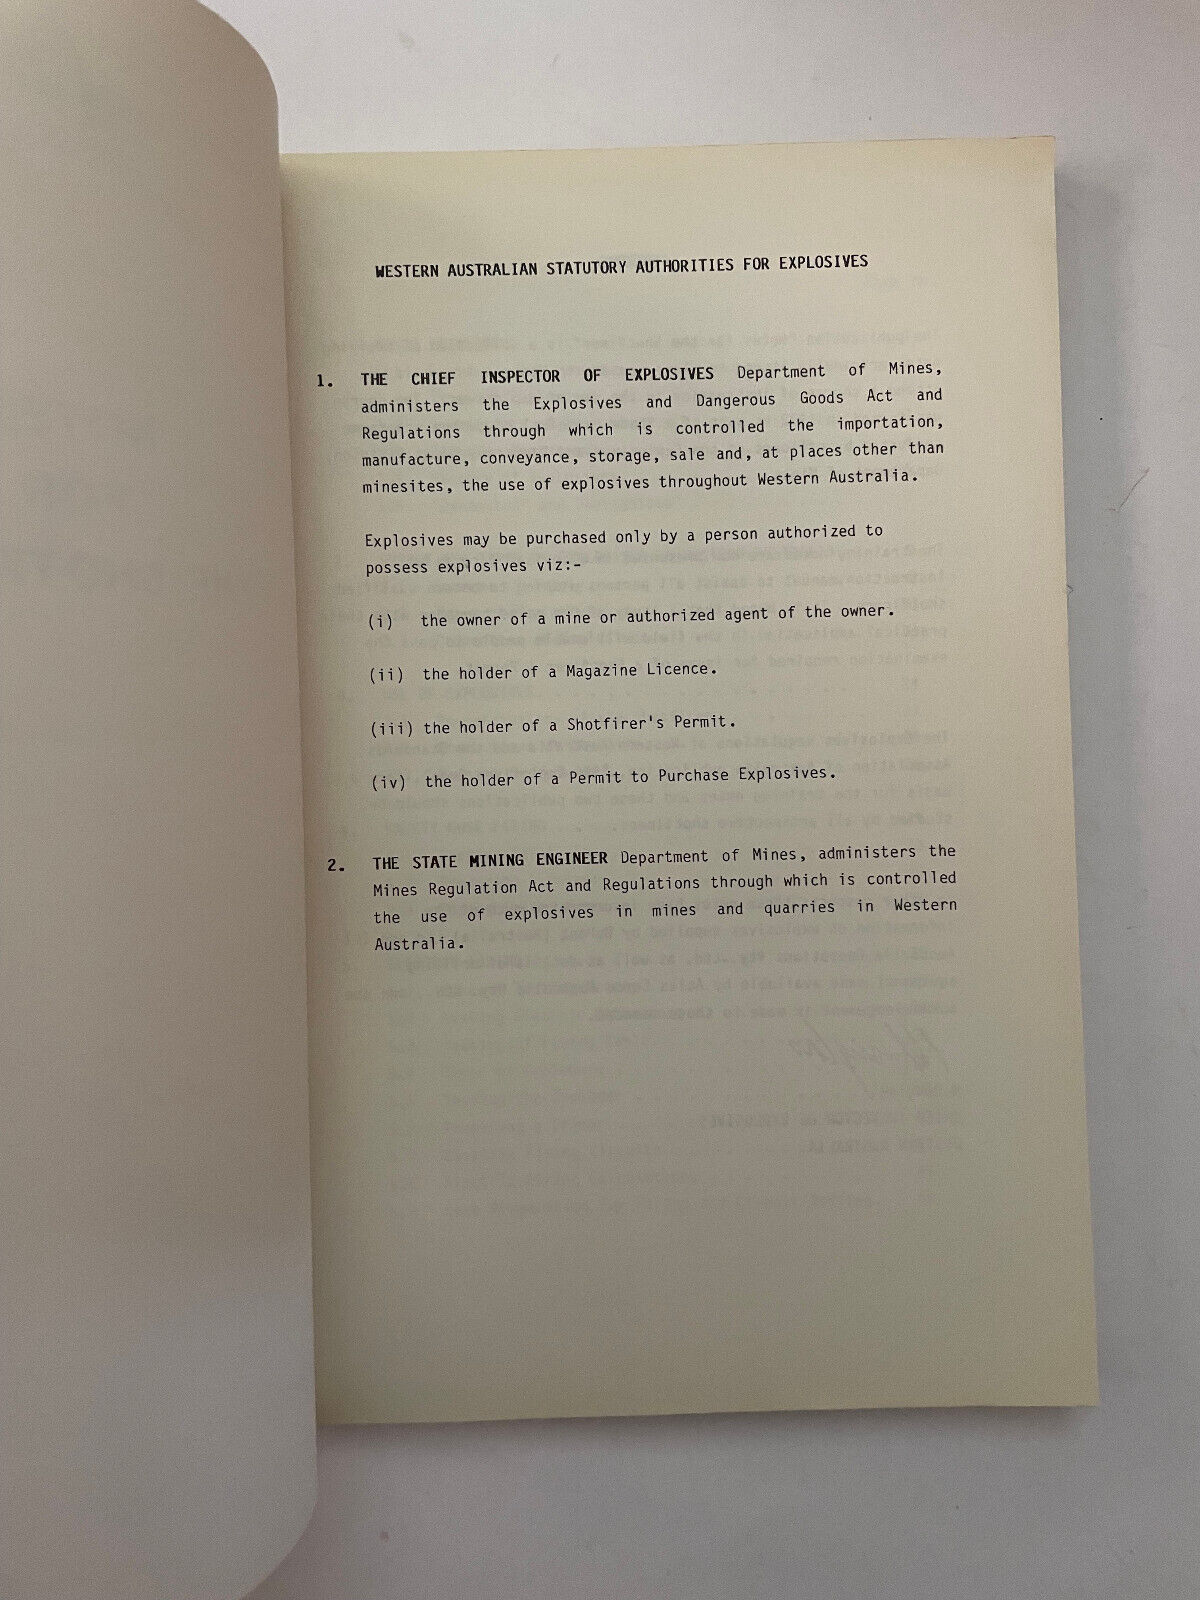 WESTERN AUSTRALIAN STATUTORY AUTHORITIES FOR EXPLOSIVES
1. THE CHIEF INSPECTOR OF EXPLOSIVES Department of Mines,
administers the Explosives and Dangerous Goods Act and
Regulations through which is controlled the importation,
manufacture, conveyance, storage, sale and, at places other than
minesites, the use of explosives throughout Western Australia.
Explosives may be purchased only by a person authorized to
possess explosives viz:-
(i) the owner of a mine or authorized agent of the owner.
(ii) the holder of a Magazine Licence.
(iii) the holder of a Shotfirer's Permit.
(iv) the holder of a Permit to Purchase Explosives.
2. THE STATE MINING ENGINEER Department of Mines, administers the
Mines Regulation Act and Regulations through which is controlled
the use of explosives in mines and quarries in Western
Australia.